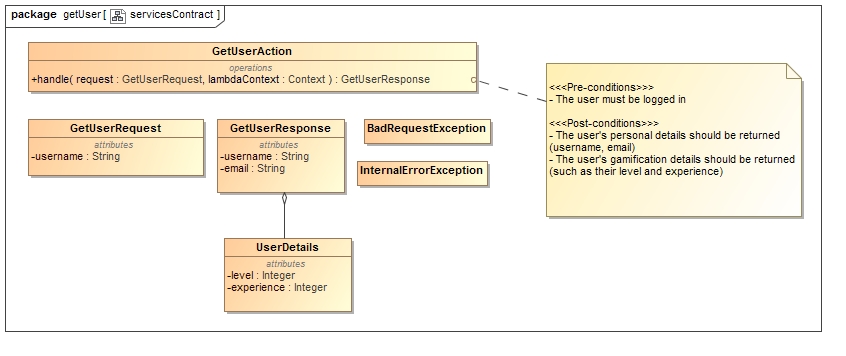 package getUser[ servicesContract ]
GetUserAction
operations
+handle( request : GetUserRequest, lambdaContext : Context ) : GetUserResponse
<<<Pre-conditions>>>
- The user must be logged in
<<<Post-conditions>>>
- The user's personal details should be returned
(username, email)
- The user's gamification details should be returned
(such as their level and experience)
GetUserRequest
attributes
-username : String
GetUserResponse
attributes
-username : String
-email : String
BadRequestException
InternalErrorException
UserDetails
attributes
-level : Integer
-experience : Integer